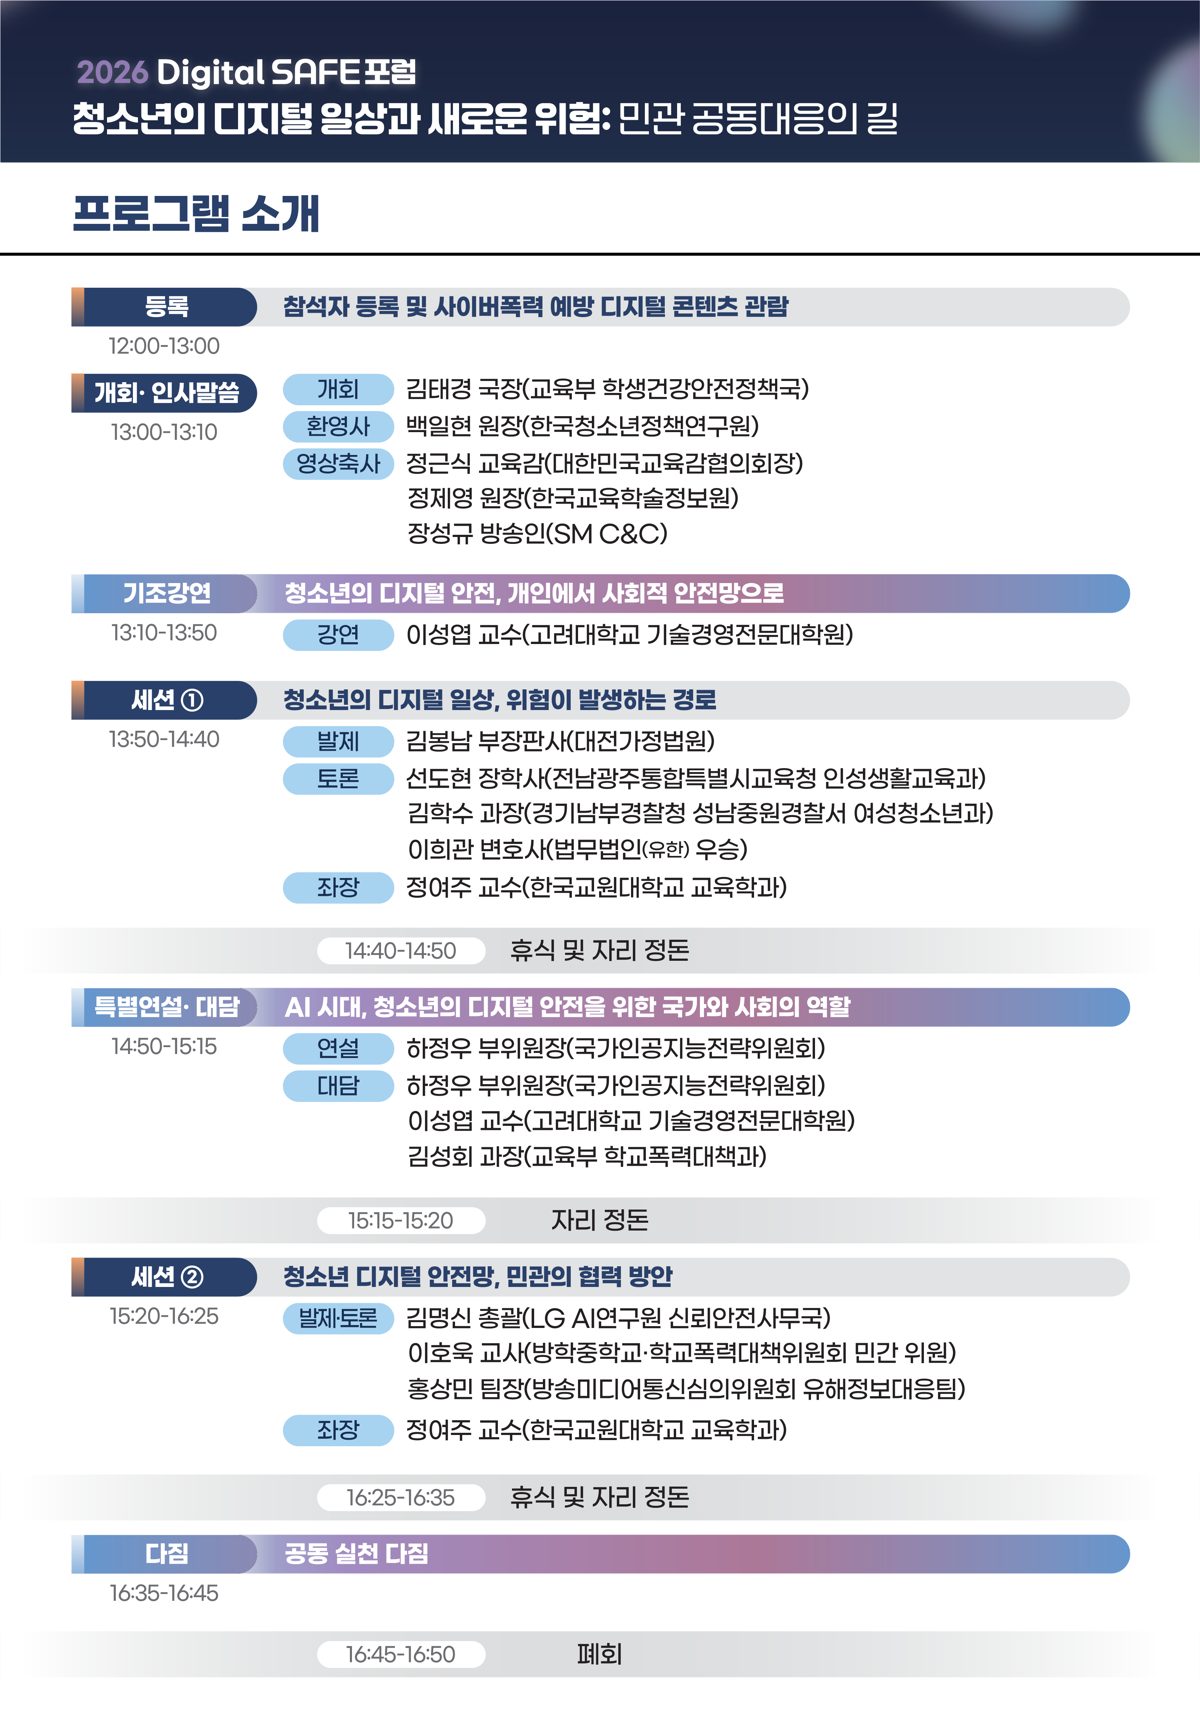 2026 Digital SAFE포럼
청소년의 디지털 일상과 새로운 위험: 민관 공동대응의 길
프로그램 소개
등록 참석자 등록 및 사이버폭력 예방 디지털 콘텐츠 관람
12:00-13:00
개회· 인사말씀 개회 김태경 국장(교육부 학생건강안전정책국)
13:00-13:10 환영사 백일현 원장(한국청소년정책연구원)
영상축사 정근식 교육감(대한민국교육감협의회장)
정제영 원장(한국교육학술정보원)
장성규 방송인(SM C&C)
기조강연 청소년의 디지털 안전, 개인에서 사회적 안전망으로
13:10-13:50 강연 이성엽 교수(고려대학교 기술경영전문대학원)
세션 ① 청소년의 디지털 일상, 위험이 발생하는 경로
13:50-14:40 발제 김봉남 부장판사(대전가정법원)
토론 선도현 장학사(전남광주통합특별시교육청 인성생활교육과)
김학수 과장(경기남부경찰청 성남중원경찰서 여성청소년과)
이희관 변호사(법무법인(유한) 우승)
좌장 정여주 교수(한국교원대학교 교육학과)
14:40-14:50 휴식 및 자리 정돈
특별연설· 대담 AI 시대, 청소년의 디지털 안전을 위한 국가와 사회의 역할
14:50-15:15 연설 하정우 부위원장(국가인공지능전략위원회)
대담 하정우 부위원장(국가인공지능전략위원회)
이성엽 교수(고려대학교 기술경영전문대학원)
김성회 과장(교육부 학교폭력대책과)
15:15-15:20 자리 정돈
세션 ② 청소년 디지털 안전망, 민관의 협력 방안
15:20-16:25 발제·토론 김명신 총괄(LG AI연구원 신뢰안전사무국)
이호욱 교사(방학중학교·학교폭력대책위원회 민간 위원)
홍상민 팀장(방송미디어통신심의위원회 유해정보대응팀)
좌장 정여주 교수(한국교원대학교 교육학과)
16:25-16:35 휴식 및 자리 정돈
다짐 공동 실천 다짐
16:35-16:45
16:45-16:50 폐회